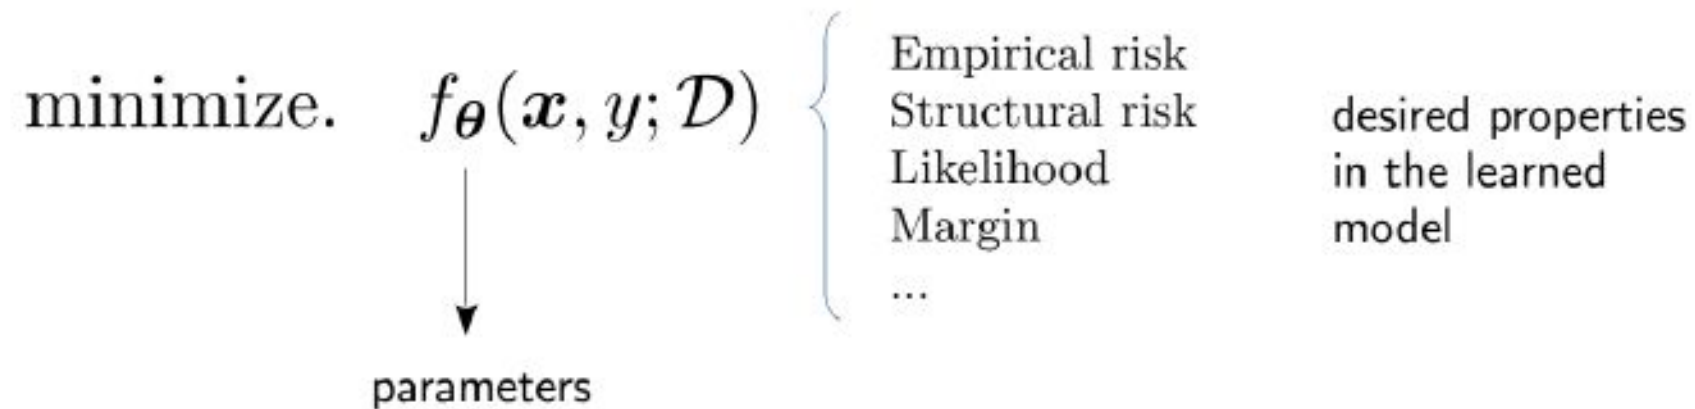 minimize. f_θ(x, y; 𝒟)
Empirical risk
Structural risk
Likelihood
Margin
...
desired properties
in the learned
model
parameters